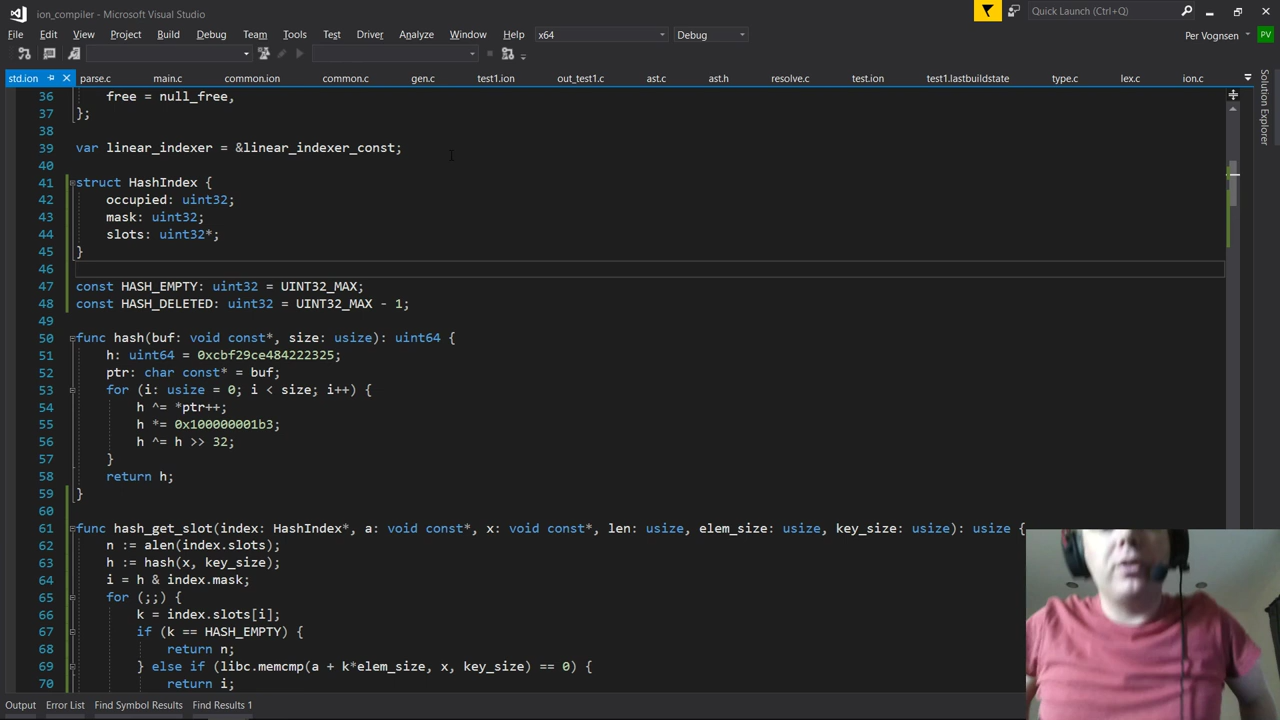 ion_compiler - Microsoft Visual Studio
Quick Launch (Ctrl+Q)
File Edit View Project Build Debug Team Tools Test Driver Analyze Window Help x64 Debug
Per Vognsen PV
std.ion parse.c main.c common.ion common.c gen.c test1.ion out_test1.c ast.c ast.h resolve.c test.ion test1.lastbuildstate type.c lex.c ion.c
Solution Explorer
36 free = null_free,
37 };
38
39 var linear_indexer = &linear_indexer_const;
40
41 struct HashIndex {
42 occupied: uint32;
43 mask: uint32;
44 slots: uint32*;
45 }
46
47 const HASH_EMPTY: uint32 = UINT32_MAX;
48 const HASH_DELETED: uint32 = UINT32_MAX - 1;
49
50 func hash(buf: void const*, size: usize): uint64 {
51 h: uint64 = 0xcbf29ce484222325;
52 ptr: char const* = buf;
53 for (i: usize = 0; i < size; i++) {
54 h ^= *ptr++;
55 h *= 0x100000001b3;
56 h ^= h >> 32;
57 }
58 return h;
59 }
60
61 func hash_get_slot(index: HashIndex*, a: void const*, x: void const*, len: usize, elem_size: usize, key_size: usize): usize {
62 n := alen(index.slots);
63 h := hash(x, key_size);
64 i = h & index.mask;
65 for (;;) {
66 k = index.slots[i];
67 if (k == HASH_EMPTY) {
68 return n;
69 } else if (libc.memcmp(a + k*elem_size, x, key_size) == 0) {
70 return i;
Output Error List Find Symbol Results Find Results 1